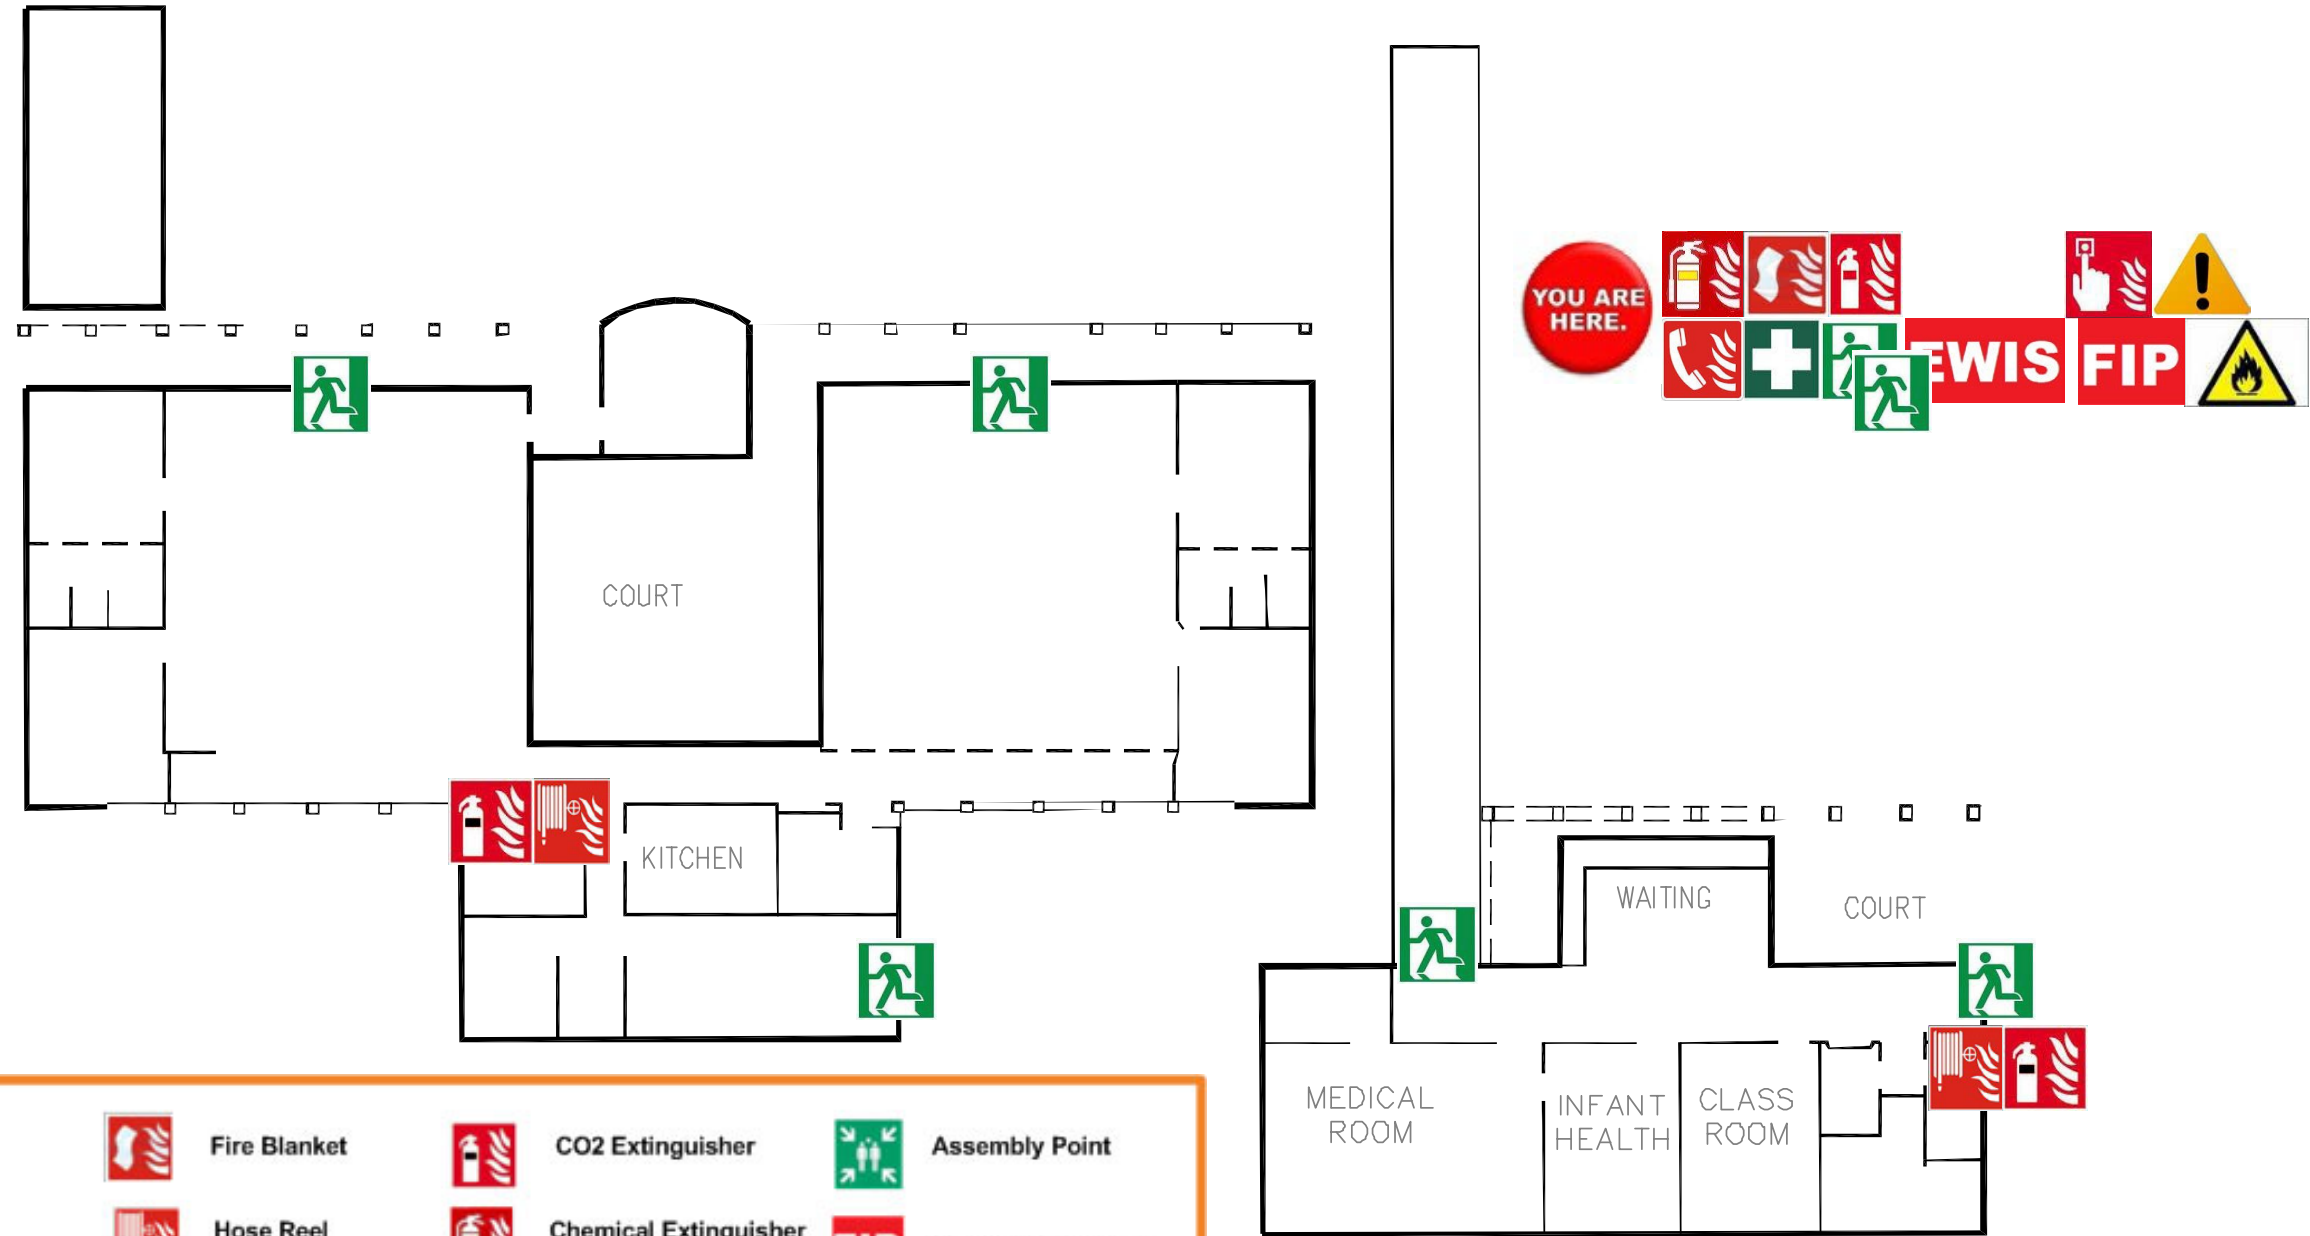 YOU ARE
HERE.
EWIS
FIP
COURT
KITCHEN
WAITING
COURT
MEDICAL
ROOM
INFANT
HEALTH
CLASS
ROOM
Fire Blanket
CO2 Extinguisher
Assembly Point
Hose Reel
Chemical Extinguisher
FIP